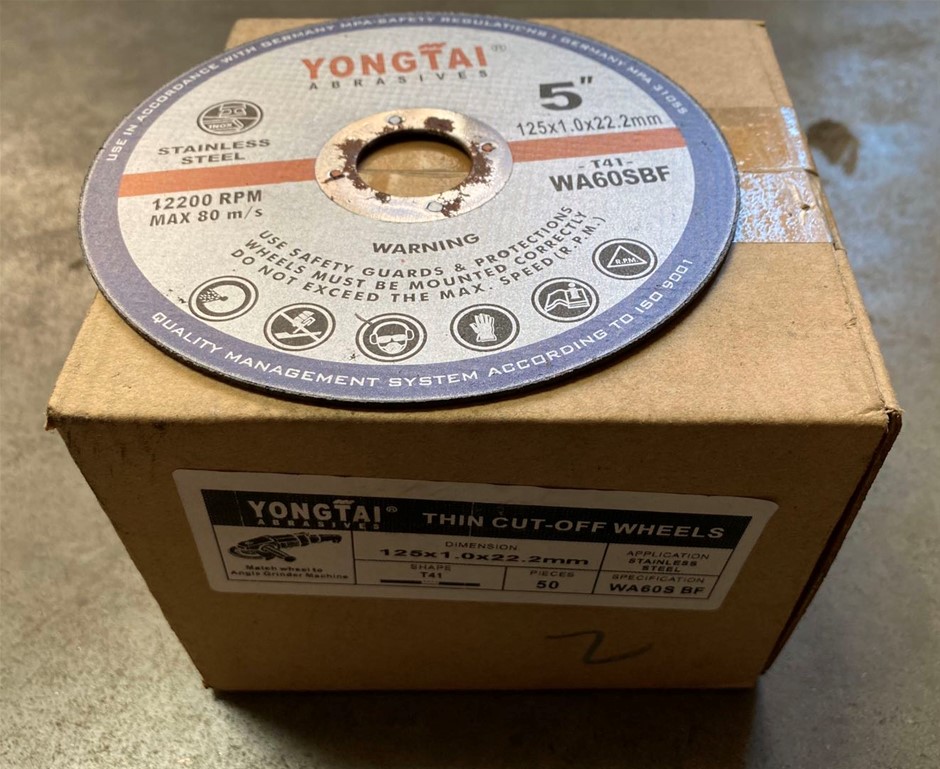 USE IN ACCORDANCE WITH GERMANY MPA-SAFETY REGULATIONS! GERMANY MPA 31055
YONGTAI®
ABRASIVES
5"
125x1.0x22.2mm
INOX
STAINLESS
STEEL
-T41-
WA60SBF
12200 RPM
MAX 80 m/s
WARNING
USE SAFETY GUARDS & PROTECTIONS
WHEELS MUST BE MOUNTED CORRECTLY
DO NOT EXCEED THE MAX. SPEED (R.P.M.)
R.P.M.
QUALITY MANAGEMENT SYSTEM ACCORDING TO ISO 9001
YONGTAI®
ABRASIVES
THIN CUT-OFF WHEELS
Match wheel to
Angle Grinder Machine
DIMENSION
125x1.0x22.2mm
SHAPE
T41
PIECES
50
APPLICATION
STAINLESS
STEEL
SPECIFICATION
WA60S BF